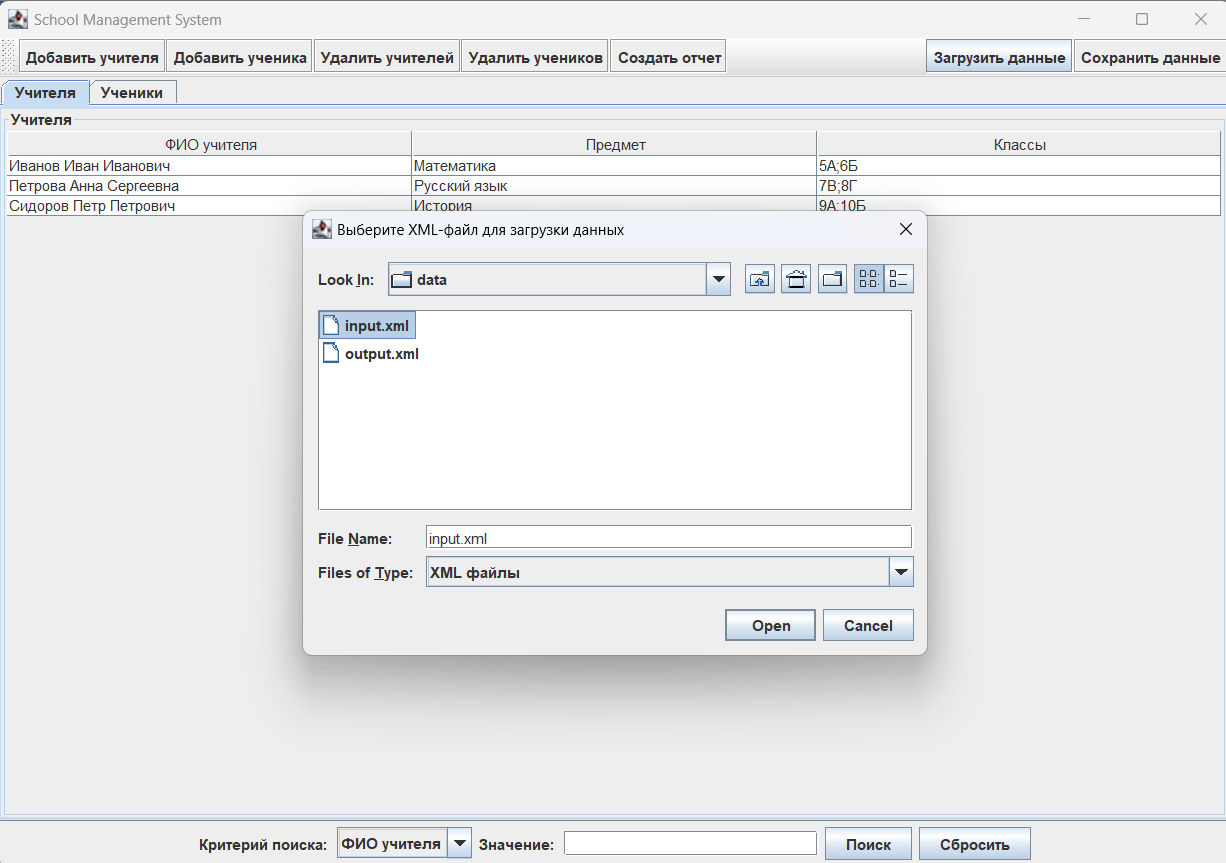 School Management System
Добавить учителя Добавить ученика Удалить учителей Удалить учеников Создать отчет Загрузить данные Сохранить данные
Учителя Ученики
Учителя
ФИО учителя Предмет Классы
Иванов Иван Иванович Математика 5А;6Б
Петрова Анна Сергеевна Русский язык 7В;8Г
Сидоров Петр Петрович История 9А;10Б
Выберите XML-файл для загрузки данных
Look In: data
input.xml
output.xml
File Name: input.xml
Files of Type: XML файлы
Open Cancel
Критерий поиска: ФИО учителя Значение: Поиск Сбросить